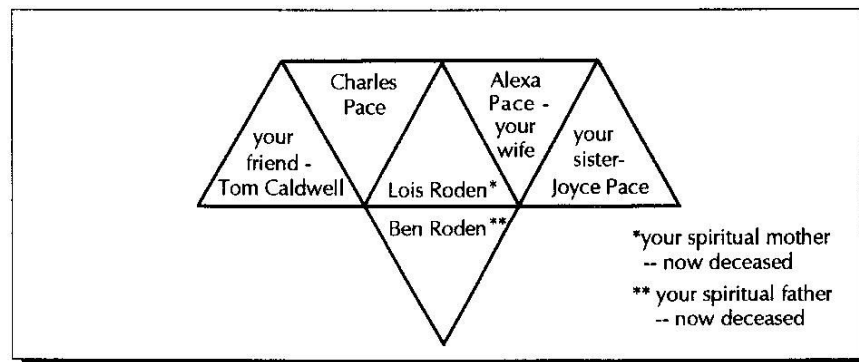 Charles
Pace
Alexa
Pace -
your
wife
your
friend -
Tom Caldwell
Lois Roden*
your
sister-
Joyce Pace
Ben Roden**
*your spiritual mother
-- now deceased
** your spiritual father
-- now deceased